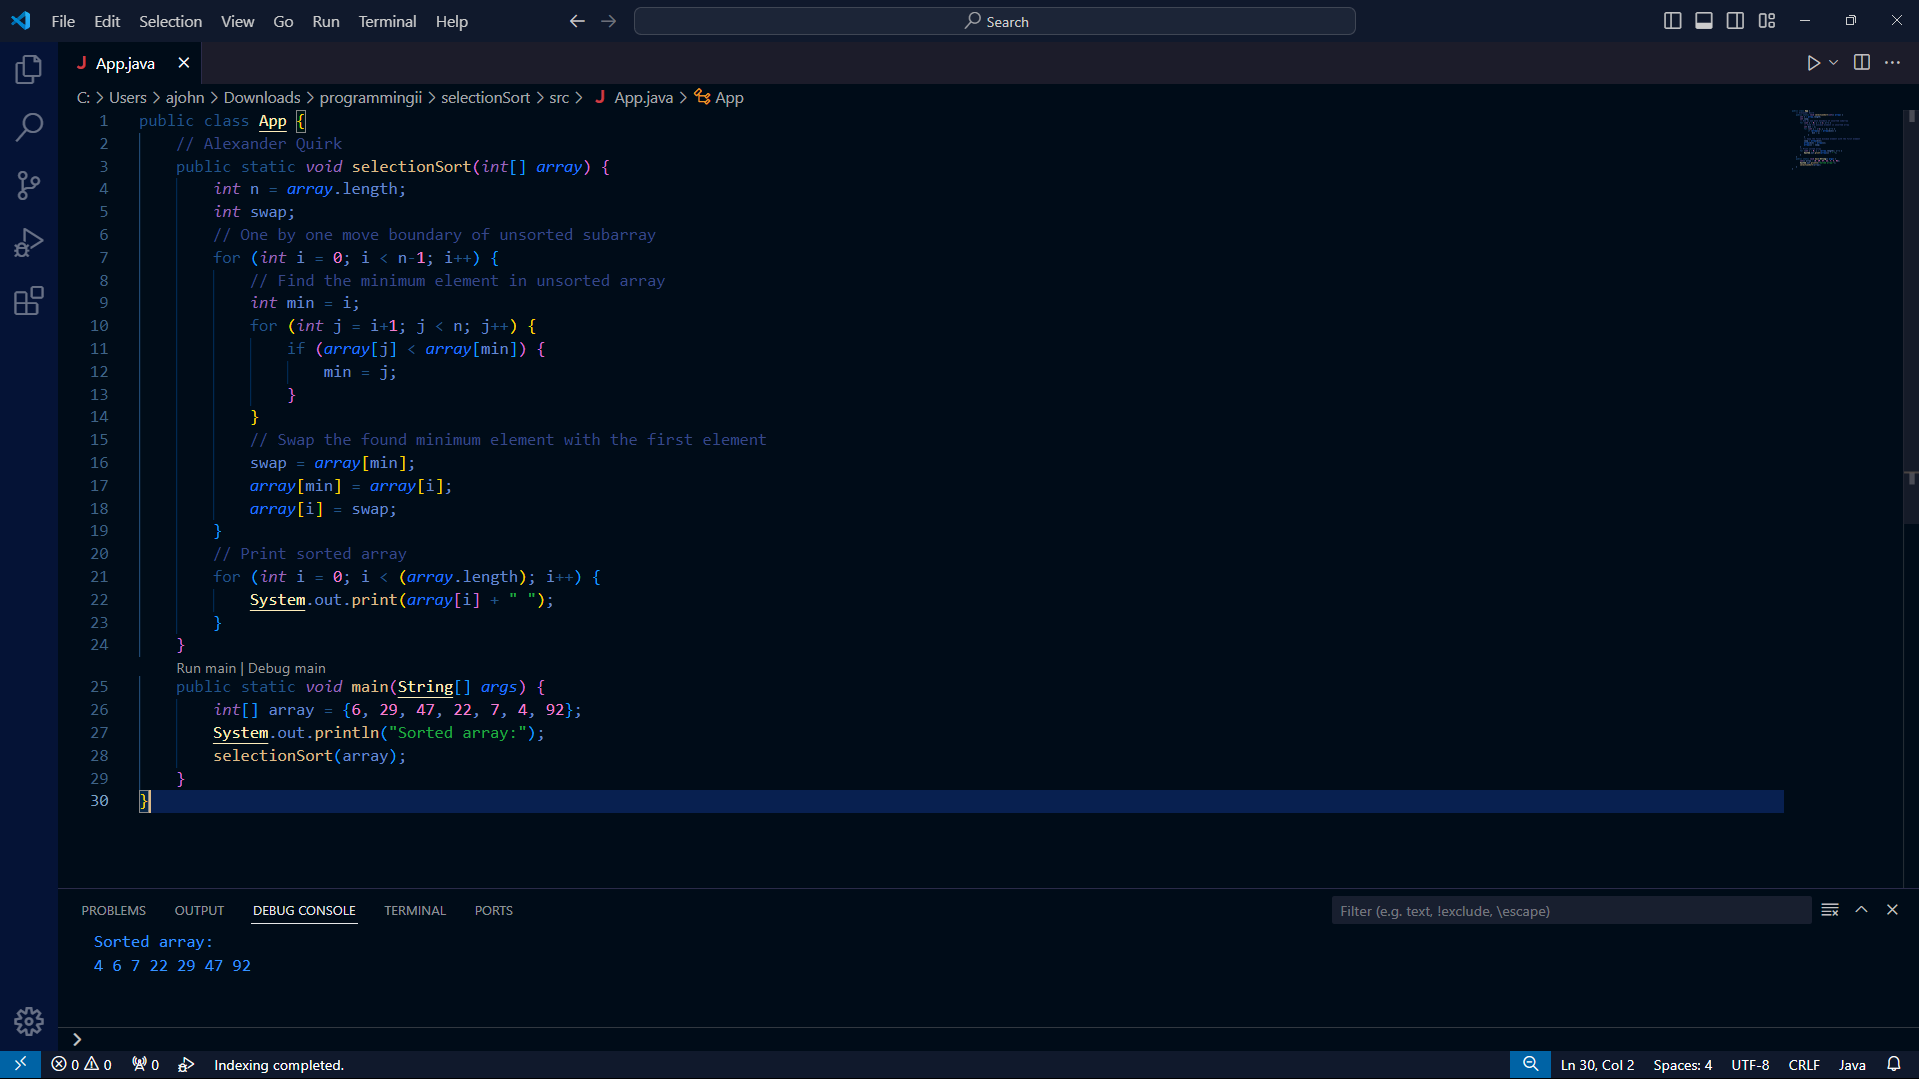 File Edit Selection View Go Run Terminal Help Search
App.java
C: > Users > ajohn > Downloads > programmingii > selectionSort > src > App.java > App
1 public class App {
2 // Alexander Quirk
3 public static void selectionSort(int[] array) {
4 int n = array.length;
5 int swap;
6 // One by one move boundary of unsorted subarray
7 for (int i = 0; i < n-1; i++) {
8 // Find the minimum element in unsorted array
9 int min = i;
10 for (int j = i+1; j < n; j++) {
11 if (array[j] < array[min]) {
12 min = j;
13 }
14 }
15 // Swap the found minimum element with the first element
16 swap = array[min];
17 array[min] = array[i];
18 array[i] = swap;
19 }
20 // Print sorted array
21 for (int i = 0; i < (array.length); i++) {
22 System.out.print(array[i] + " ");
23 }
24 }
Run main | Debug main
25 public static void main(String[] args) {
26 int[] array = {6, 29, 47, 22, 7, 4, 92};
27 System.out.println("Sorted array:");
28 selectionSort(array);
29 }
30 }
PROBLEMS OUTPUT DEBUG CONSOLE TERMINAL PORTS Filter (e.g. text, !exclude, \escape)
Sorted array:
4 6 7 22 29 47 92
0 0 0 Indexing completed. Ln 30, Col 2 Spaces: 4 UTF-8 CRLF Java